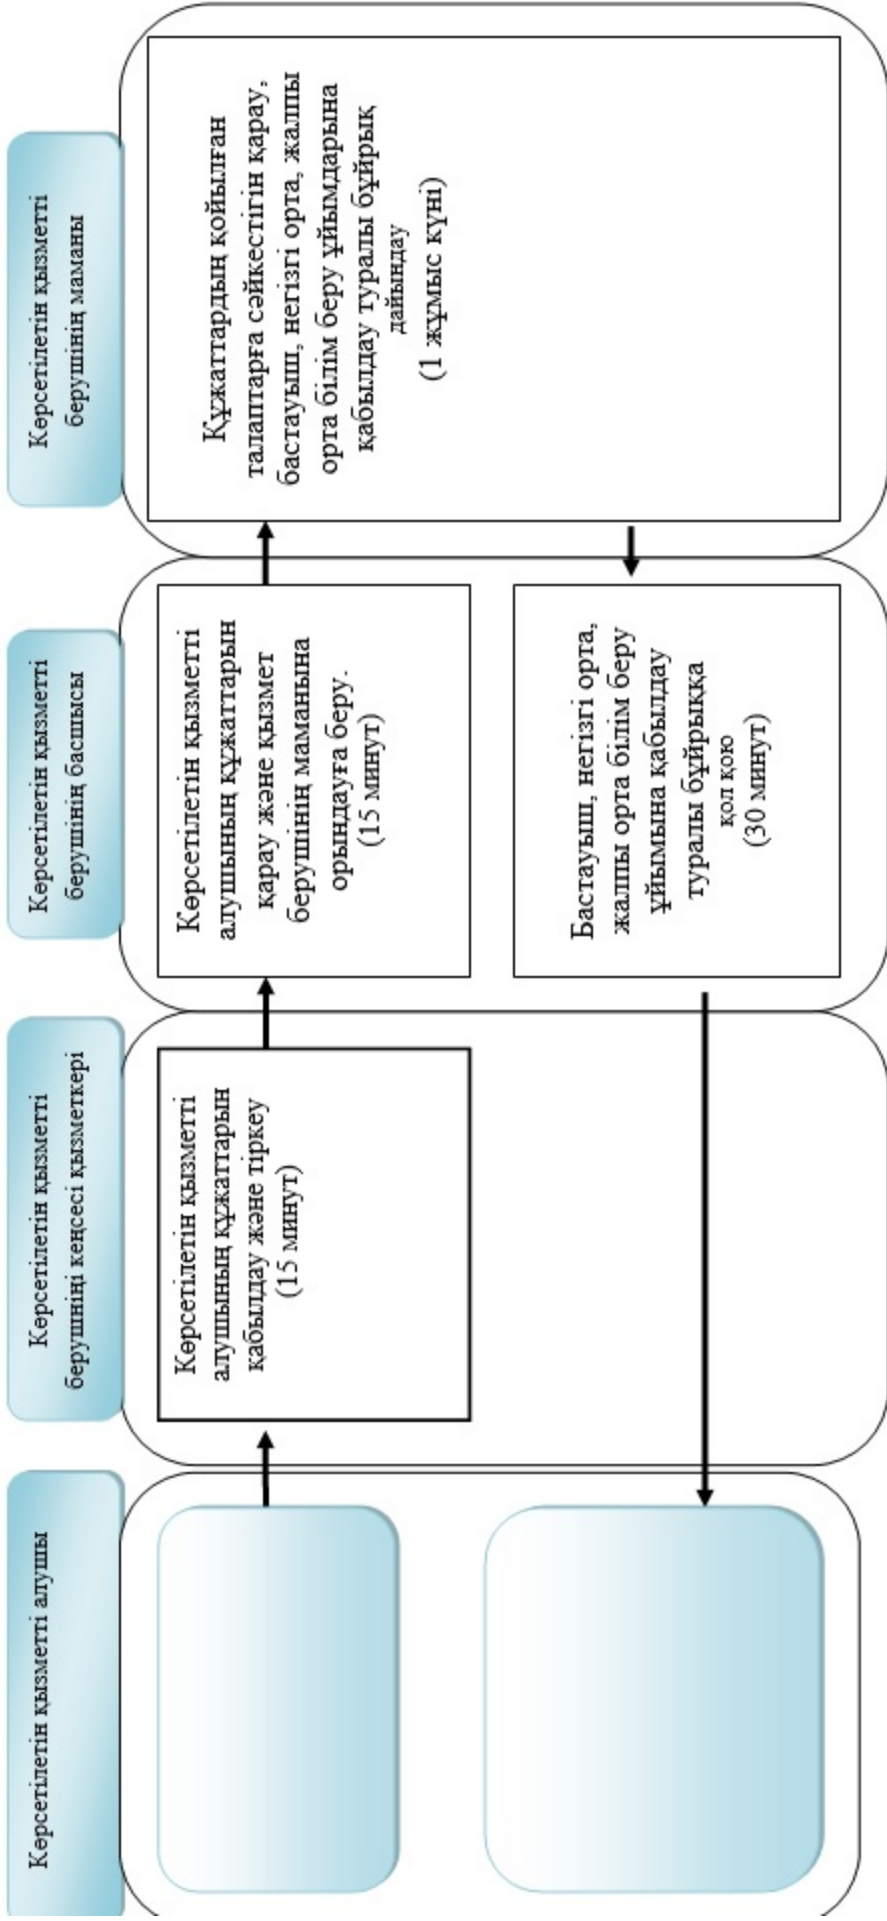 Көрсетілетін қызметті алушы
Көрсетілетін қызметті
берушніңі кеңсесі қызметкері
Көрсетілетін қызметті
берушінің басшысы
Көрсетілетін қызметті
берушінің маманы
Көрсетілетін қызметті
алушының құжаттарын
қабылдау және тіркеу
(15 минут)
Көрсетілетін қызметті
алушының құжаттарын
қарау және қызмет
берушінің маманына
орындауға беру.
(15 минут)
Құжаттардың қойылған
талаптарға сәйкестігін қарау,
бастауыш, негізгі орта, жалпы
орта білім беру ұйымдарына
қабылдау туралы бұйрық
дайындау
(1 жұмыс күні)
Бастауыш, негізгі орта,
жалпы орта білім беру
ұйымына қабылдау
туралы бұйрыққа
қол қою
(30 минут)